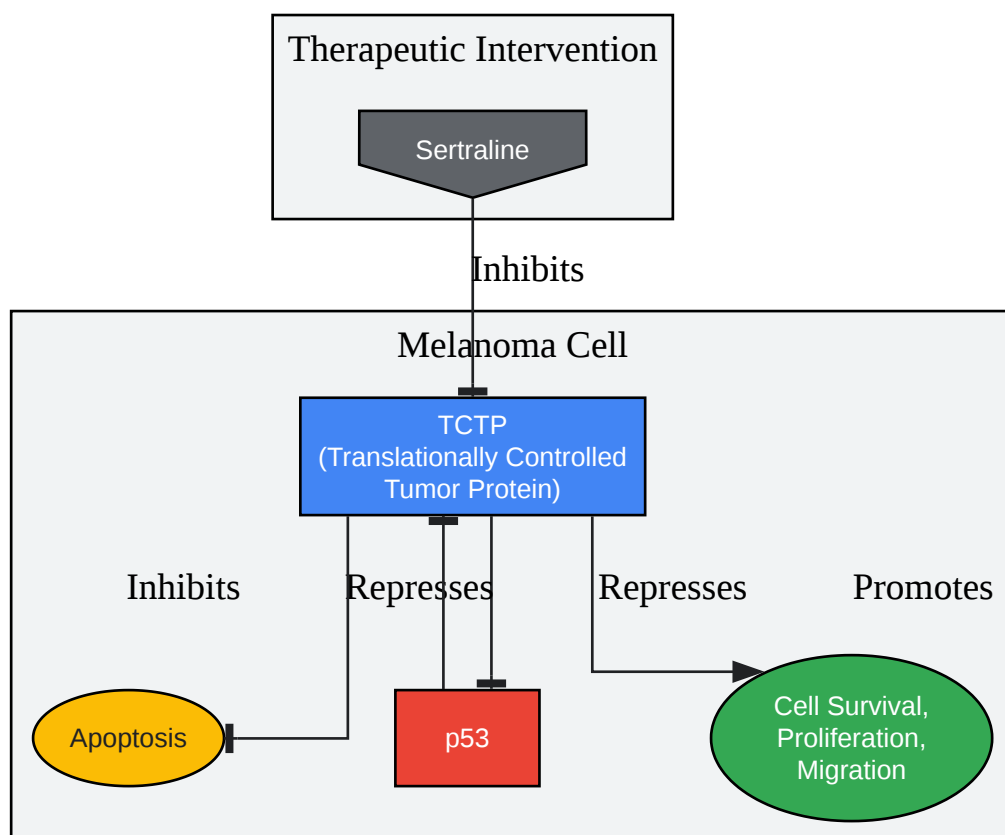 Therapeutic Intervention
Sertraline
Inhibits
Melanoma Cell
TCTP
(Translationally Controlled
Tumor Protein)
Inhibits
Represses
Represses
Promotes
Apoptosis
p53
Cell Survival,
Proliferation,
Migration